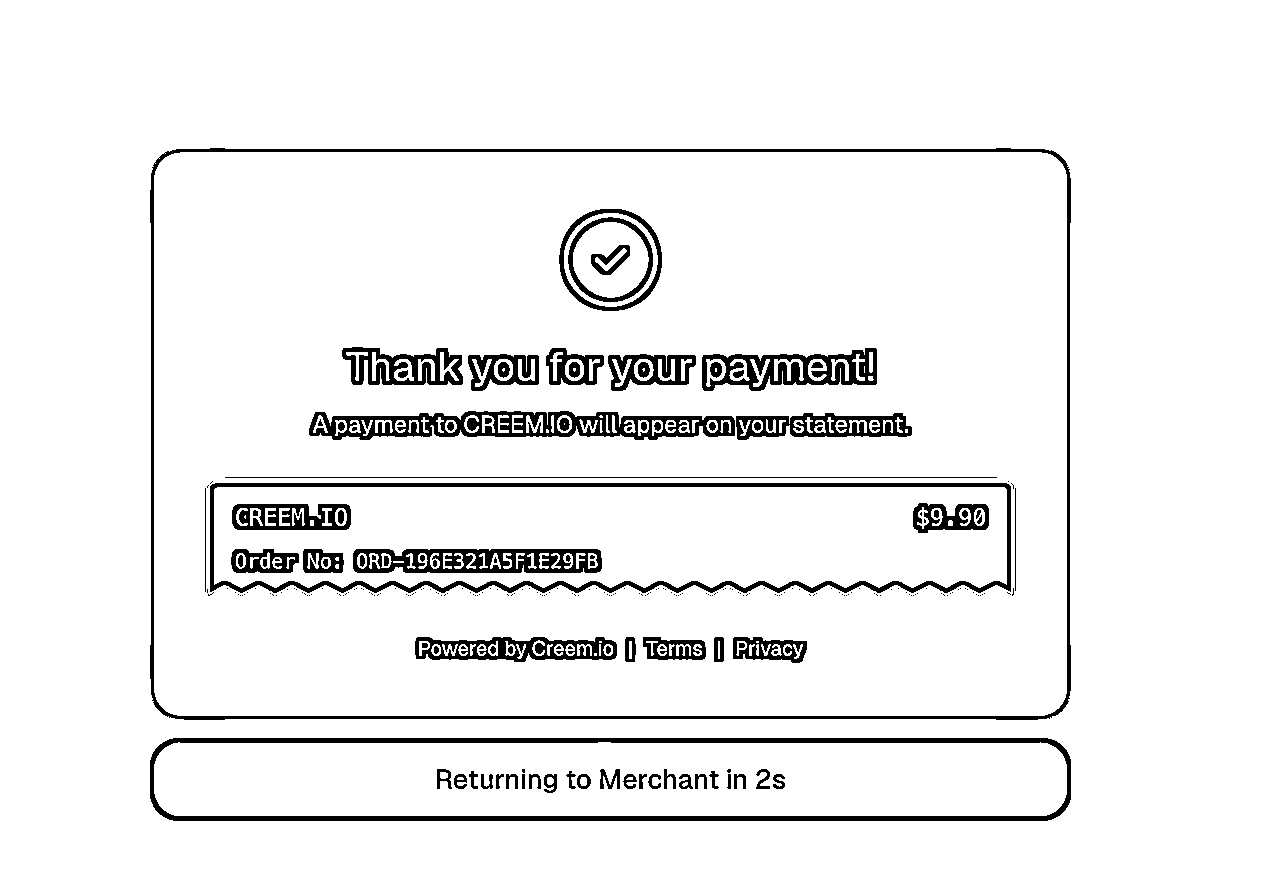 Thank you for your payment!
A payment to CREEM.IO will appear on your statement.
CREEM.IO $9.90
Order No: ORD-196E321A5F1E29FB
Powered by Creem.io | Terms | Privacy
Returning to Merchant in 2s